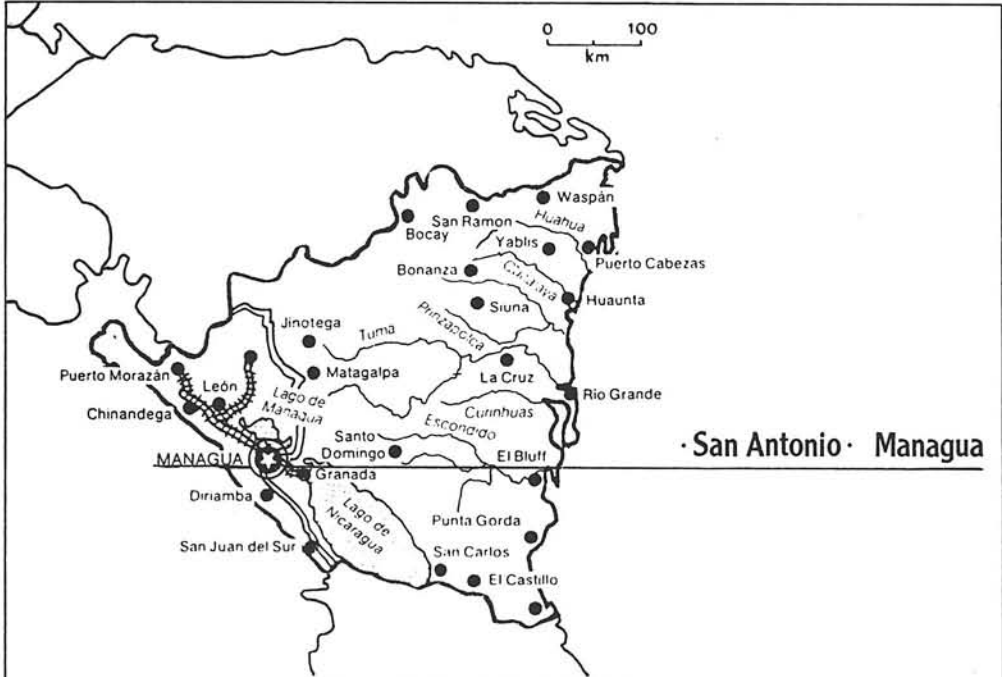 0 100
km
Waspán
San Ramon
Huahua
Bocay
Yablis
Puerto Cabezas
Bonanza
Huaunta
Siuna
Jinotega
Tuma
Prinzapolca
Puerto Morazán
Matagalpa
La Cruz
León
Lago de
Managua
Río Grande
Chinandega
Curinhuas
Escondido
Santo
Domingo
El Bluff
· San Antonio · Managua
MANAGUA
Granada
Diriamba
Lago de
Nicaragua
Punta Gorda
San Juan del Sur
San Carlos
El Castillo